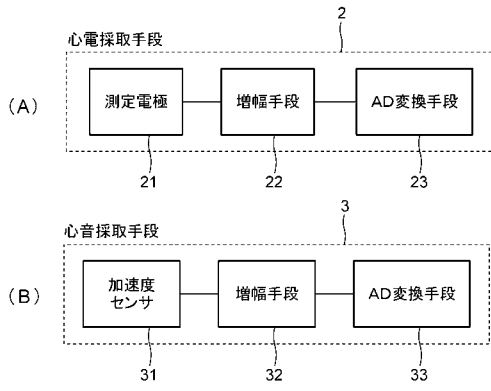 心電採取手段
2
(A)
測定電極
増幅手段
AD変換手段
21
22
23
心音採取手段
3
(B)
加速度
センサ
増幅手段
AD変換手段
31
32
33